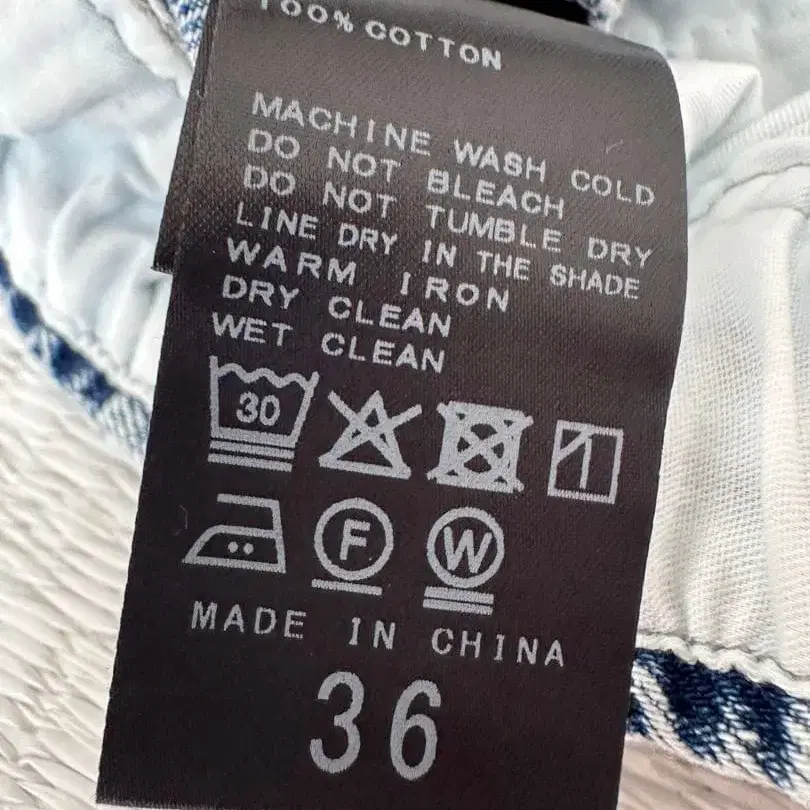 100% COTTON
MACHINE WASH COLD
DO NOT BLEACH
DO NOT TUMBLE DRY
LINE DRY IN THE SHADE
WARM IRON
DRY CLEAN
WET CLEAN
30
F W
MADE IN CHINA
36